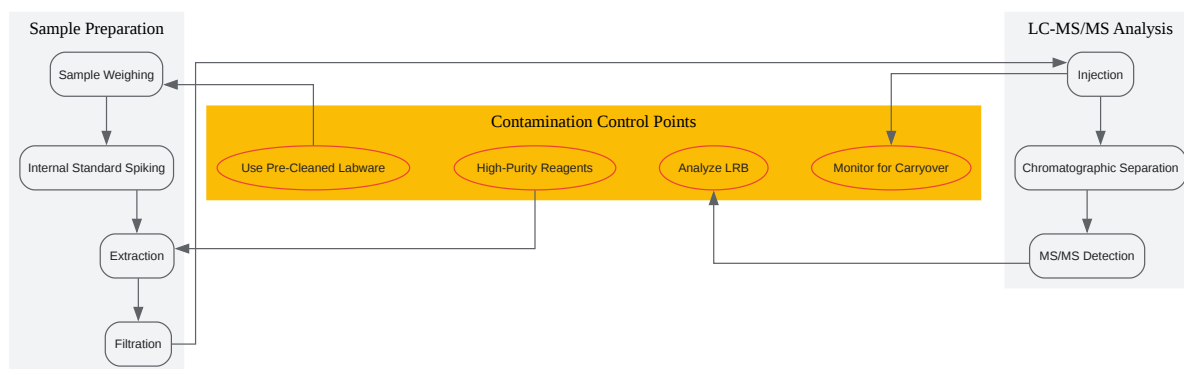 Sample Preparation
Sample Weighing
Internal Standard Spiking
Extraction
Filtration
Contamination Control Points
Use Pre-Cleaned Labware
High-Purity Reagents
Analyze LRB
Monitor for Carryover
LC-MS/MS Analysis
Injection
Chromatographic Separation
MS/MS Detection